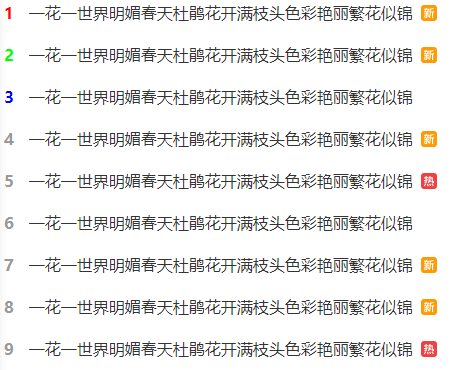 1 一花一世界明媚春天杜鹃花开满枝头色彩艳丽繁花似锦 新
2 一花一世界明媚春天杜鹃花开满枝头色彩艳丽繁花似锦 新
3 一花一世界明媚春天杜鹃花开满枝头色彩艳丽繁花似锦
4 一花一世界明媚春天杜鹃花开满枝头色彩艳丽繁花似锦 新
5 一花一世界明媚春天杜鹃花开满枝头色彩艳丽繁花似锦 热
6 一花一世界明媚春天杜鹃花开满枝头色彩艳丽繁花似锦
7 一花一世界明媚春天杜鹃花开满枝头色彩艳丽繁花似锦 新
8 一花一世界明媚春天杜鹃花开满枝头色彩艳丽繁花似锦 新
9 一花一世界明媚春天杜鹃花开满枝头色彩艳丽繁花似锦 热